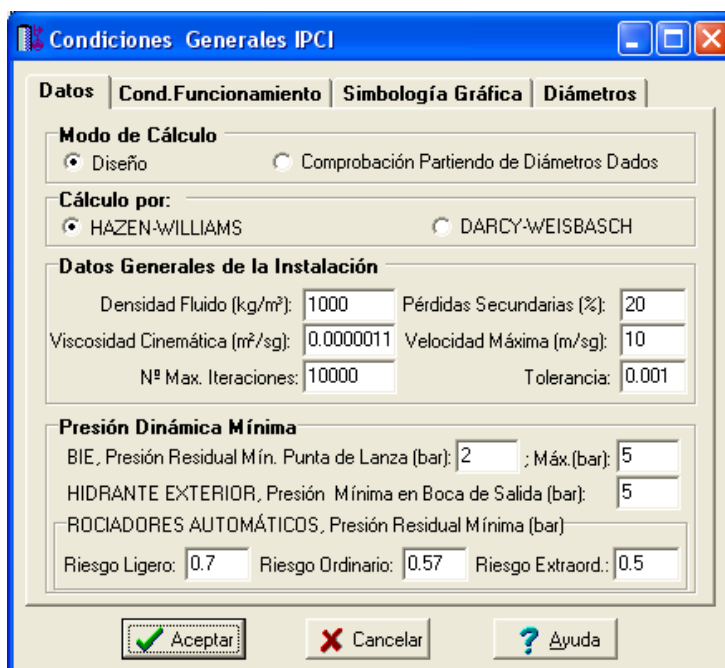 Condiciones Generales IPCI
Datos Cond.Funcionamiento Simbología Gráfica Diámetros
Modo de Cálculo
Diseño Comprobación Partiendo de Diámetros Dados
Cálculo por:
HAZEN-WILLIAMS DARCY-WEISBASCH
Datos Generales de la Instalación
Densidad Fluido (kg/m³): 1000 Pérdidas Secundarias (%): 20
Viscosidad Cinemática (m²/sg): 0.0000011 Velocidad Máxima (m/sg): 10
Nº Max. Iteraciones: 10000 Tolerancia: 0.001
Presión Dinámica Mínima
BIE, Presión Residual Mín. Punta de Lanza (bar): 2 ; Máx.(bar): 5
HIDRANTE EXTERIOR, Presión Mínima en Boca de Salida (bar): 5
ROCIADORES AUTOMÁTICOS, Presión Residual Mínima (bar)
Riesgo Ligero: 0.7 Riesgo Ordinario: 0.57 Riesgo Extraord.: 0.5
Aceptar Cancelar Ayuda